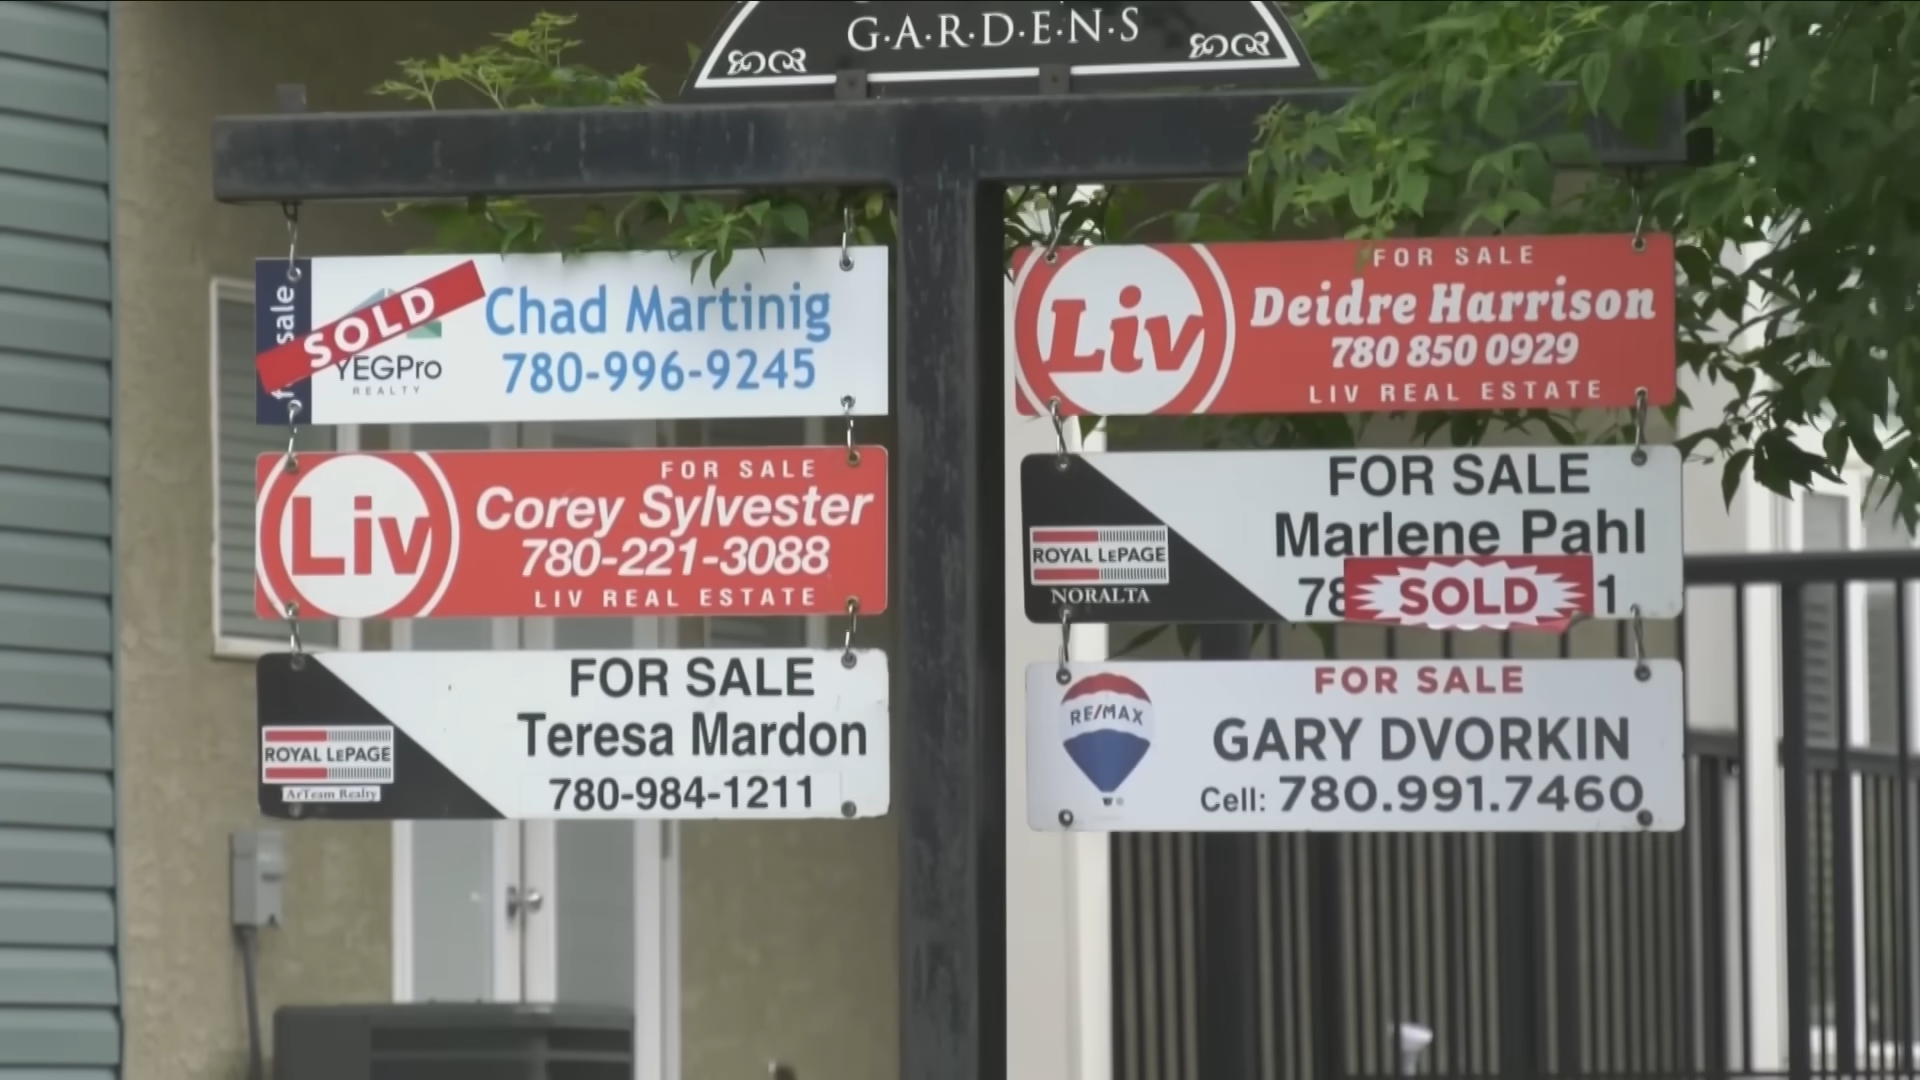 G·A·R·D·E·N·S
sale
SOLD
YEGPro
REALTY
Chad Martinig
780-996-9245
Liv
FOR SALE
Corey Sylvester
780-221-3088
LIV REAL ESTATE
FOR SALE
Teresa Mardon
780-984-1211
ROYAL LEPAGE
ArTeam Realty
Liv
FOR SALE
Deidre Harrison
780 850 0929
LIV REAL ESTATE
FOR SALE
Marlene Pahl
78 SOLD 1
ROYAL LEPAGE
NORALTA
RE/MAX
FOR SALE
GARY DVORKIN
Cell: 780.991.7460